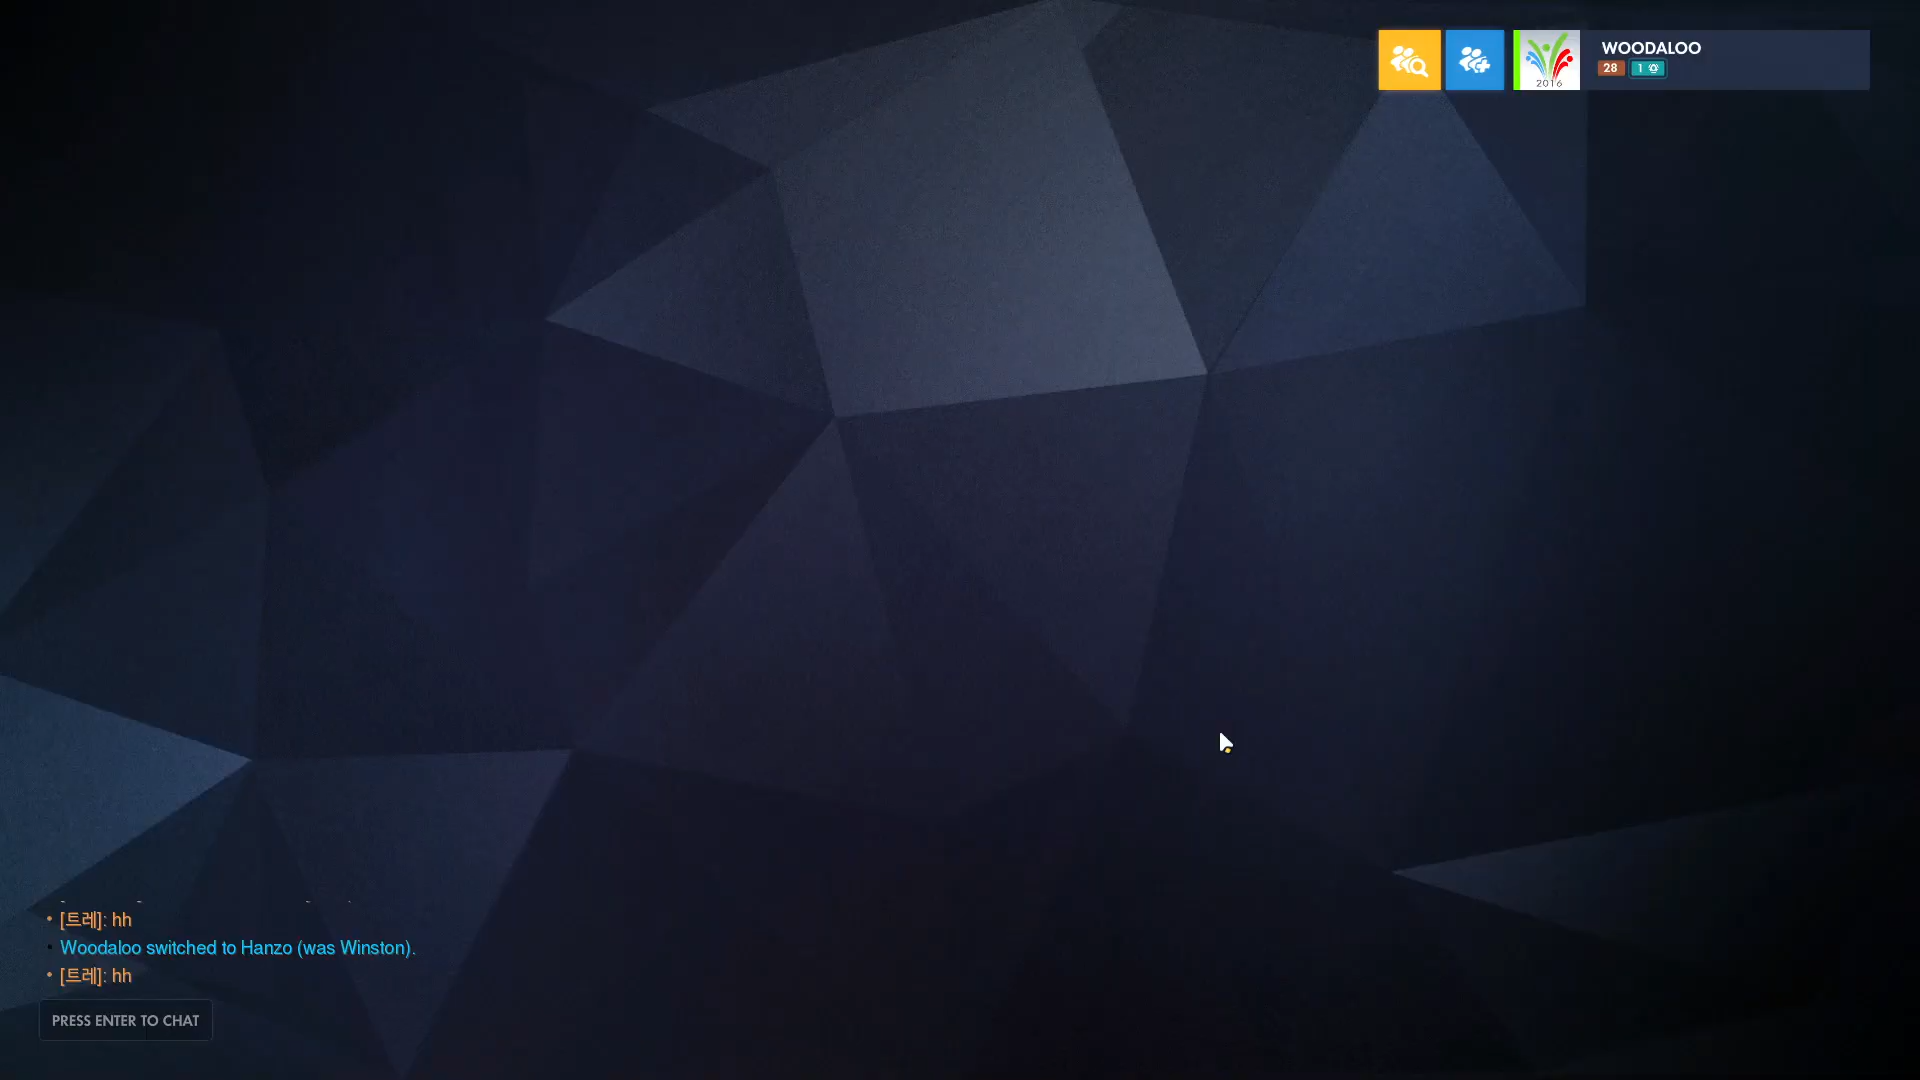 WOODALOO
28 1
2016
[트레]: hh
Woodaloo switched to Hanzo (was Winston).
[트레]: hh
PRESS ENTER TO CHAT